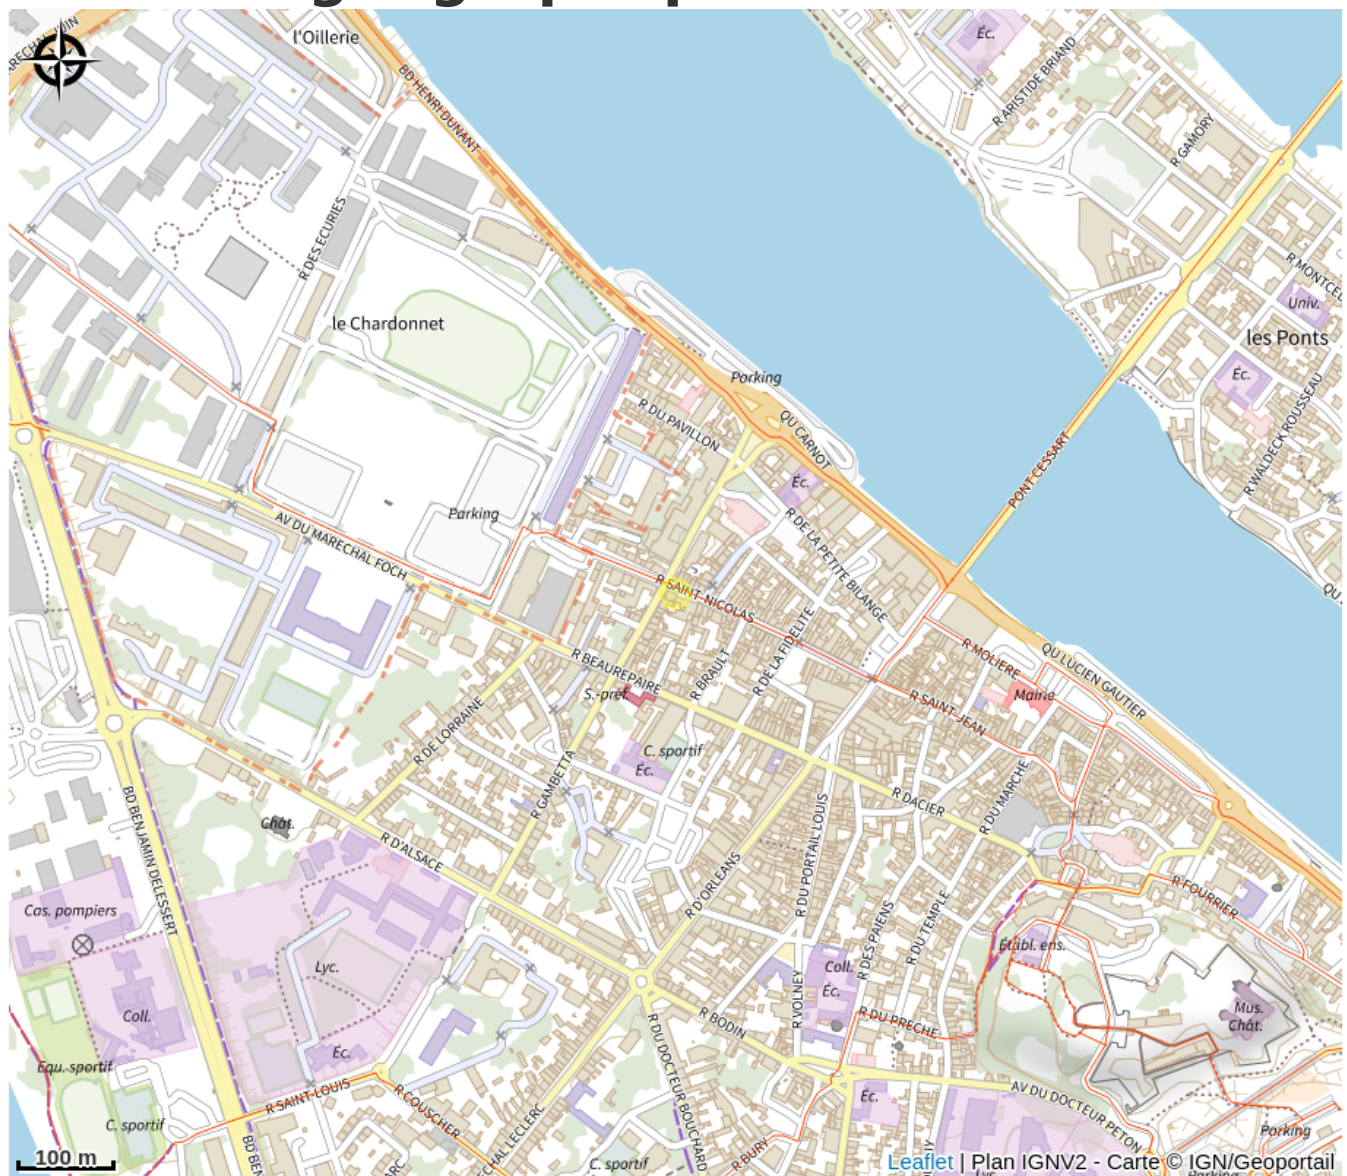 l'Oillerie
BD HENRI DUNANT
Éc.
R ARISTIDE BRIAND
R GAMORY
R DES ECURIES
R MONTCEL
le Chardonnet
Univ.
les Ponts
Éc.
Parking
R DU PAVILLON
QU CARNOT
R WALDECK ROUSSEAU
PONT CESSART
Éc.
Parking
AV DU MARECHAL FOCH
R DE LA PETITE BILANGE
R SAINT-NICOLAS
R DE LA FIDELITE
R BEAUREPAIRE
R BRAULT
S.-préf.
R MOLIERE
QU LUCIEN GAUTIER
Mairie
R SAINT-JEAN
R DE LORRAINE
C. sportif
Éc.
R GAMBETTA
R DACIER
R DU MARCHE
BD BENJAMIN DELESSERT
Chât.
R D'ALSACE
R D'ORLEANS
R DU PORTAIL LOUIS
R FOURRIER
Cas. pompiers
R DU TEMPLE
R DES PAIENS
Établ. ens.
Lyc.
Coll.
Éc.
R VOLNEY
Coll.
R BODIN
R DU PRECHE
Mus.
Chât.
Éc.
Equ. sportif
R SAINT-LOUIS
R COUSCHER
R DU DOCTEUR BOUCHARD
AV DU DOCTEUR PETON
Éc.
C. sportif
R BURY
Parking
C. sportif
100 m
Leaflet | Plan IGNV2 - Carte © IGN/Geoportail